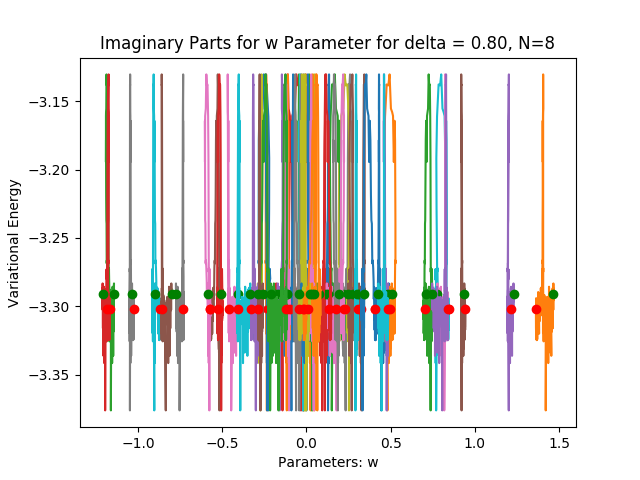 Imaginary Parts for w Parameter for delta = 0.80, N=8
Variational Energy
−3.15
−3.20
−3.25
−3.30
−3.35
−1.0 −0.5 0.0 0.5 1.0 1.5
Parameters: w